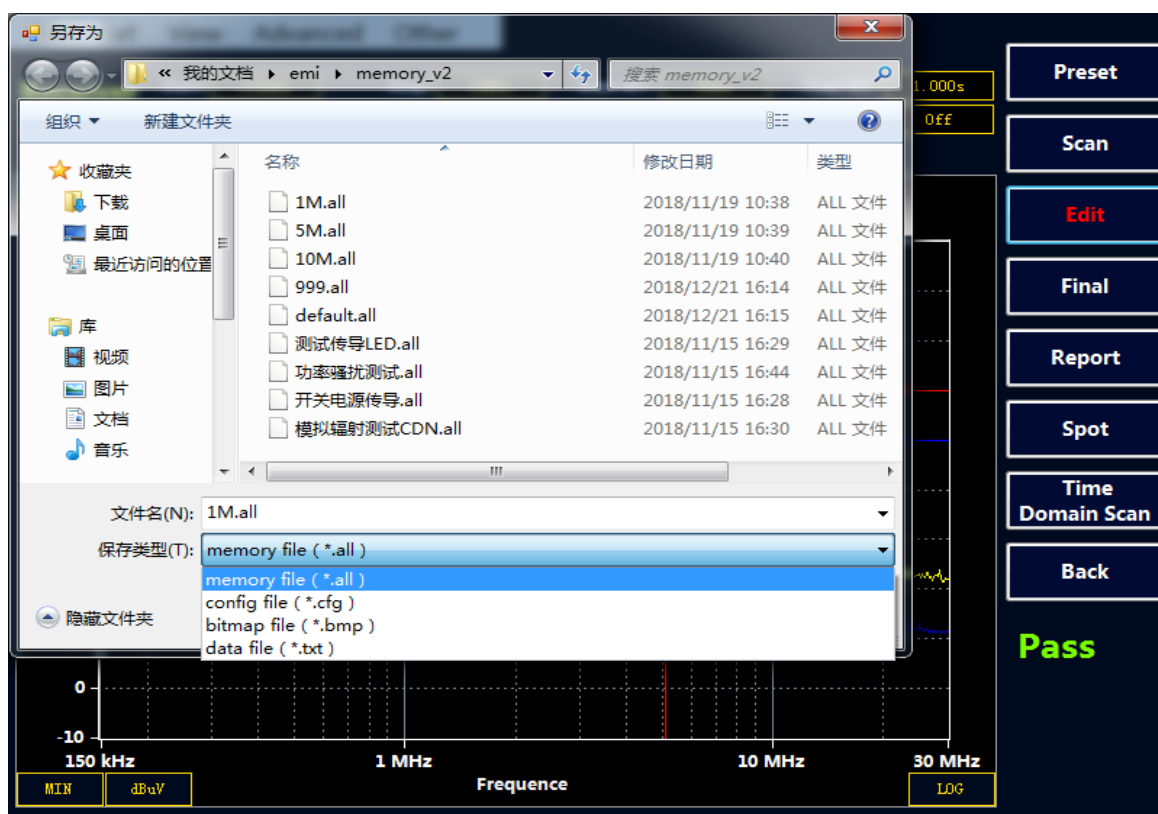 另存为
« 我的文档 ▸ emi ▸ memory_v2
搜索 memory_v2
组织 ▼ 新建文件夹
收藏夹
下载
桌面
最近访问的位置
库
视频
图片
文档
音乐
名称 修改日期 类型
1M.all 2018/11/19 10:38 ALL 文件
5M.all 2018/11/19 10:39 ALL 文件
10M.all 2018/11/19 10:40 ALL 文件
999.all 2018/12/21 16:14 ALL 文件
default.all 2018/12/21 16:15 ALL 文件
测试传导LED.all 2018/11/15 16:29 ALL 文件
功率骚扰测试.all 2018/11/15 16:44 ALL 文件
开关电源传导.all 2018/11/15 16:28 ALL 文件
模拟辐射测试CDN.all 2018/11/15 16:30 ALL 文件
文件名(N): 1M.all
保存类型(T): memory file ( *.all )
memory file ( *.all )
config file ( *.cfg )
bitmap file ( *.bmp )
data file ( *.txt )
隐藏文件夹
1.000s
Off
Preset
Scan
Edit
Final
Report
Spot
Time
Domain Scan
Back
Pass
0
-10
150 kHz 1 MHz 10 MHz 30 MHz
Frequence
MIN dBuV LOG